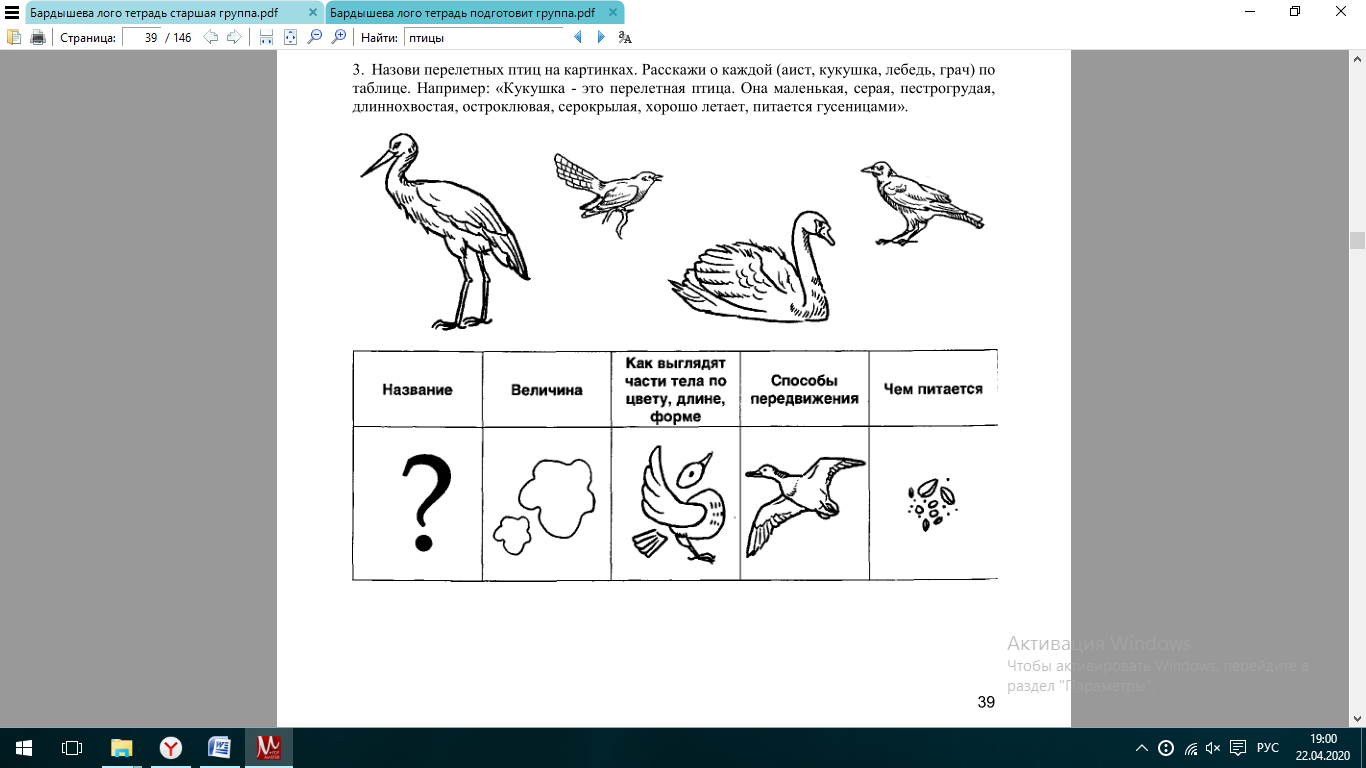 Бардышева лого тетрадь старшая группа.pdf ×
Бардышева лого тетрадь подготовит группа.pdf ×
Страница: 39 / 146 Найти: птицы
3. Назови перелетных птиц на картинках. Расскажи о каждой (аист, кукушка, лебедь, грач) по
таблице. Например: «Кукушка - это перелетная птица. Она маленькая, серая, пестрогрудая,
длиннохвостая, остроклювая, серокрылая, хорошо летает, питается гусеницами».
Название
Величина
Как выглядят
части тела по
цвету, длине,
форме
Способы
передвижения
Чем питается
?
Активация Windows
Чтобы активировать Windows, перейдите в
раздел "Параметры".
39
РУС
19:00
22.04.2020